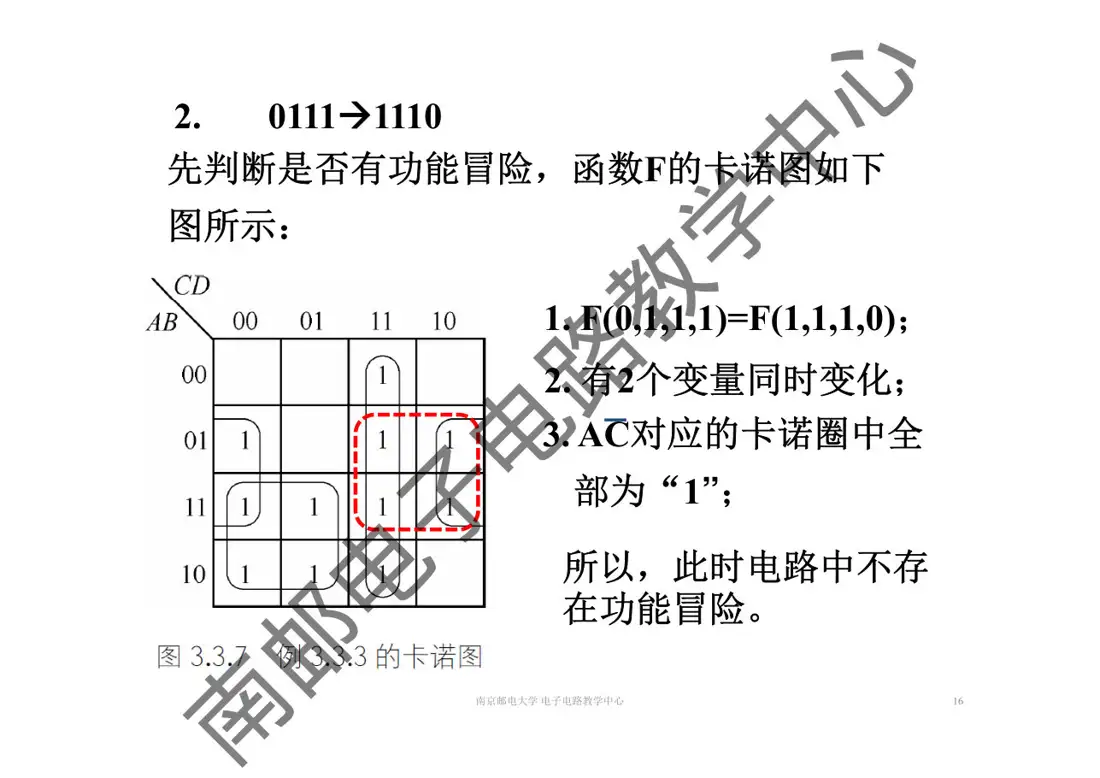 2. 0111→1110
先判断是否有功能冒险，函数F的卡诺图如下
图所示：
CD
AB 00 01 11 10
00 1
01 1 1 1
11 1 1 1 1
10 1 1 1
图 3.3.7 例 3.3.3 的卡诺图
1. F(0,1,1,1)=F(1,1,1,0)；
2. 有2个变量同时变化；
3. AC̅对应的卡诺圈中全
部为“1”；
所以，此时电路中不存
在功能冒险。
南邮电子电路教学中心
南京邮电大学 电子电路教学中心
16